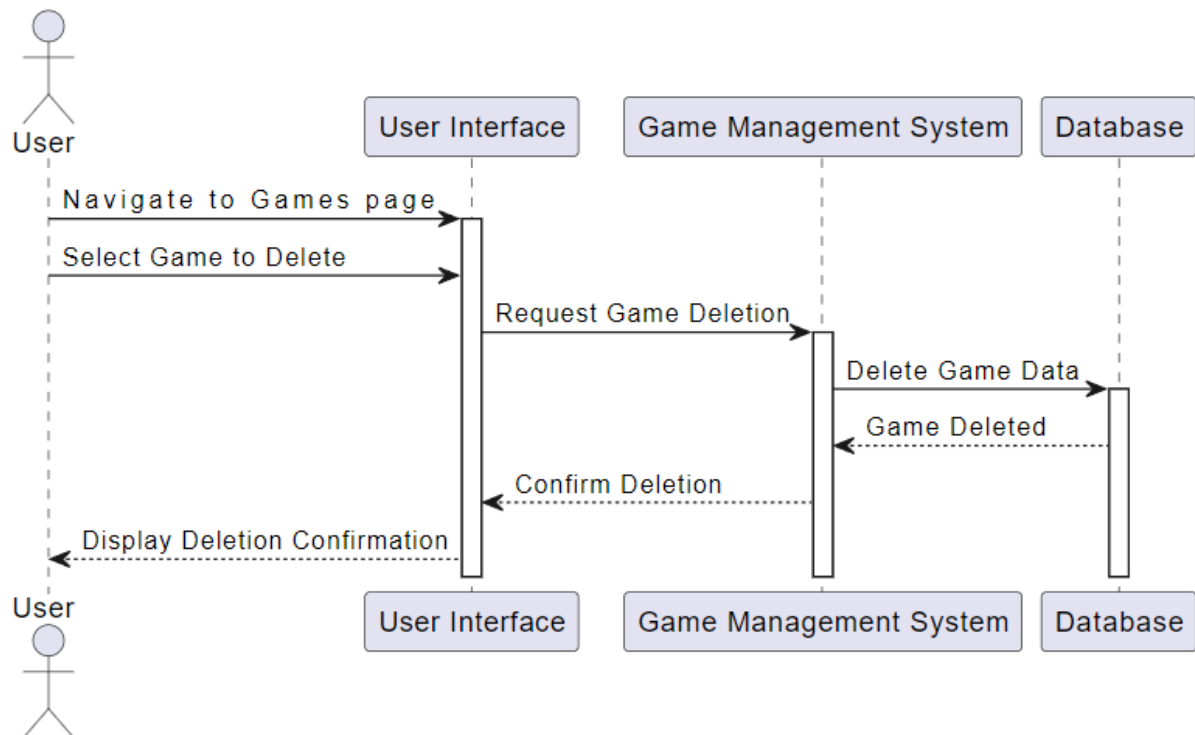 User
User Interface
Game Management System
Database
Navigate to Games page
Select Game to Delete
Request Game Deletion
Delete Game Data
Game Deleted
Confirm Deletion
Display Deletion Confirmation
User
User Interface
Game Management System
Database